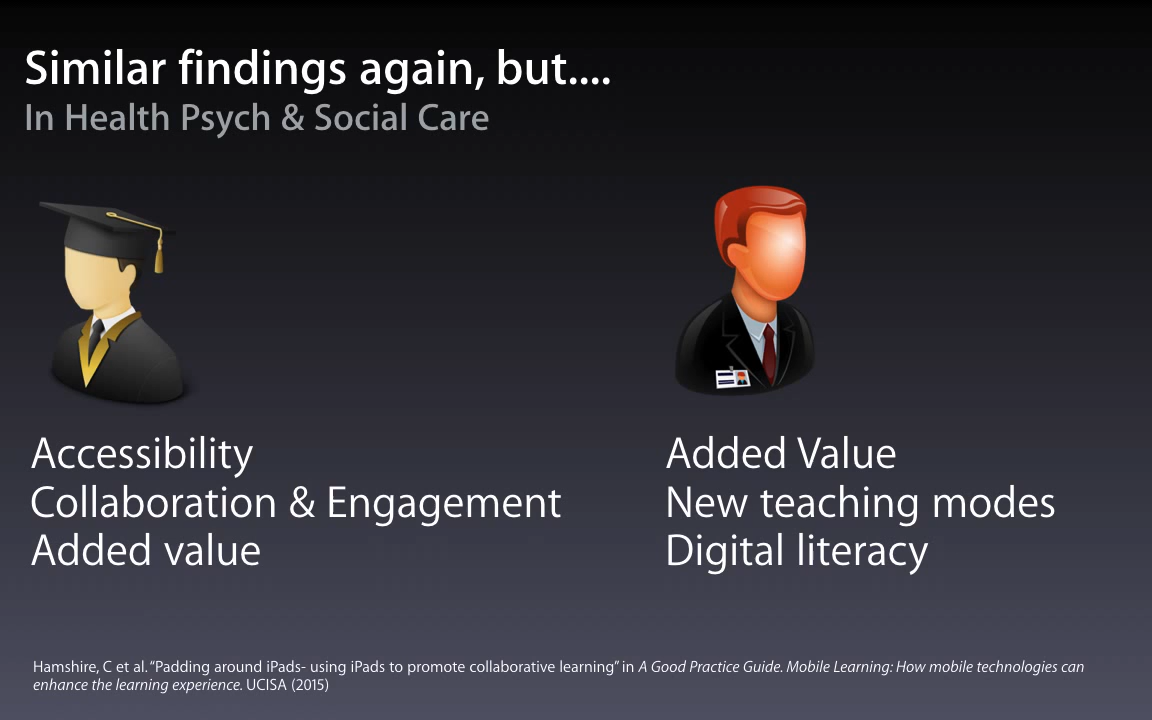 Similar findings again, but....
In Health Psych & Social Care
Accessibility
Collaboration & Engagement
Added value
Added Value
New teaching modes
Digital literacy
Hamshire, C et al. “Padding around iPads- using iPads to promote collaborative learning” in A Good Practice Guide. Mobile Learning: How mobile technologies can
enhance the learning experience. UCISA (2015)